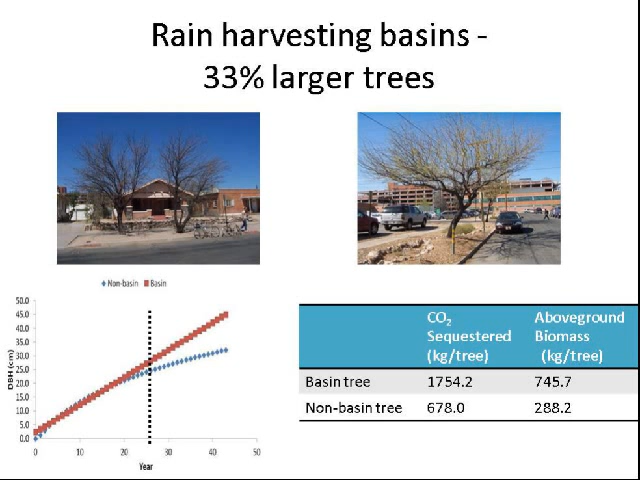 Rain harvesting basins -
33% larger trees
Non-basin Basin
50.0
45.0
40.0
35.0
30.0
25.0
20.0
15.0
10.0
5.0
0.0
DBH (cm)
0 10 20 30 40 50
Year
CO₂ Sequestered (kg/tree) Aboveground Biomass (kg/tree)
Basin tree 1754.2 745.7
Non-basin tree 678.0 288.2